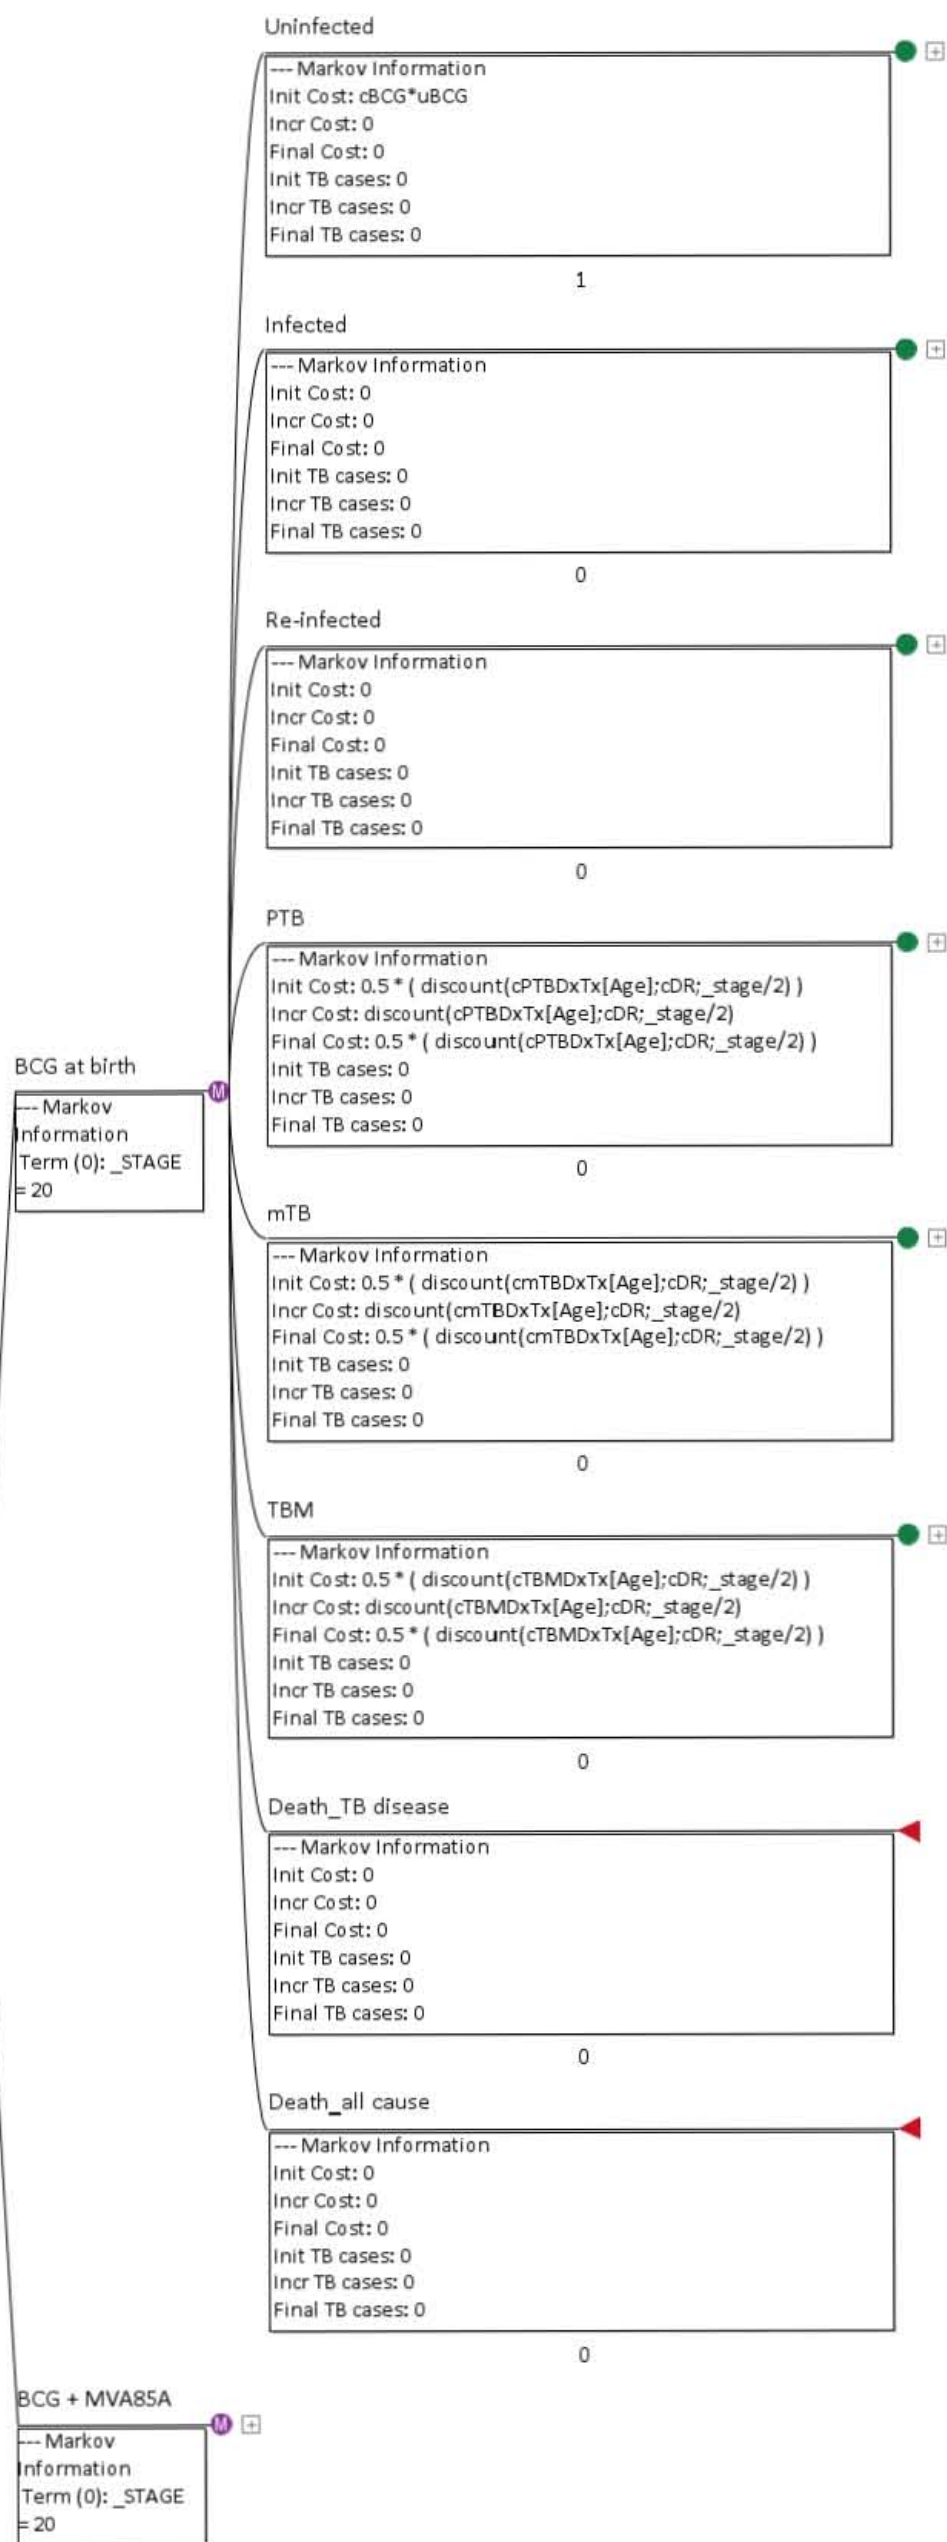 Uninfected
--- Markov Information
Init Cost: cBCG*uBCG
Incr Cost: 0
Final Cost: 0
Init TB cases: 0
Incr TB cases: 0
Final TB cases: 0
1
Infected
--- Markov Information
Init Cost: 0
Incr Cost: 0
Final Cost: 0
Init TB cases: 0
Incr TB cases: 0
Final TB cases: 0
0
Re-infected
--- Markov Information
Init Cost: 0
Incr Cost: 0
Final Cost: 0
Init TB cases: 0
Incr TB cases: 0
Final TB cases: 0
0
PTB
--- Markov Information
Init Cost: 0.5 * ( discount(cPTBDxTx[Age];cDR;_stage/2) )
Incr Cost: discount(cPTBDxTx[Age];cDR;_stage/2)
Final Cost: 0.5 * ( discount(cPTBDxTx[Age];cDR;_stage/2) )
Init TB cases: 0
Incr TB cases: 0
Final TB cases: 0
0
BCG at birth
M
--- Markov
Information
Term (0): _STAGE
= 20
mTB
--- Markov Information
Init Cost: 0.5 * ( discount(cmTBDxTx[Age];cDR;_stage/2) )
Incr Cost: discount(cmTBDxTx[Age];cDR;_stage/2)
Final Cost: 0.5 * ( discount(cmTBDxTx[Age];cDR;_stage/2) )
Init TB cases: 0
Incr TB cases: 0
Final TB cases: 0
0
TBM
--- Markov Information
Init Cost: 0.5 * ( discount(cTBMDxTx[Age];cDR;_stage/2) )
Incr Cost: discount(cTBMDxTx[Age];cDR;_stage/2)
Final Cost: 0.5 * ( discount(cTBMDxTx[Age];cDR;_stage/2) )
Init TB cases: 0
Incr TB cases: 0
Final TB cases: 0
0
Death_TB disease
--- Markov Information
Init Cost: 0
Incr Cost: 0
Final Cost: 0
Init TB cases: 0
Incr TB cases: 0
Final TB cases: 0
0
Death_all cause
--- Markov Information
Init Cost: 0
Incr Cost: 0
Final Cost: 0
Init TB cases: 0
Incr TB cases: 0
Final TB cases: 0
0
BCG + MVA85A
M
--- Markov
Information
Term (0): _STAGE
= 20